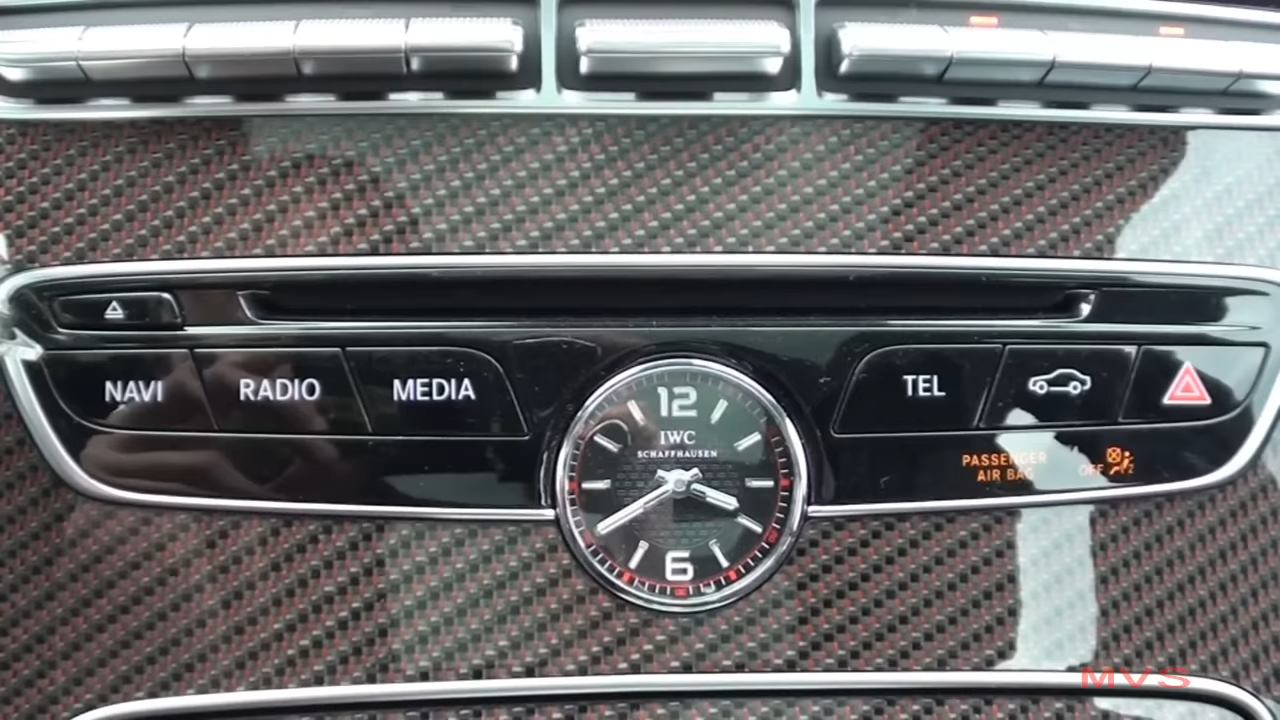 NAVI
RADIO
MEDIA
TEL
12
IWC
SCHAFFHAUSEN
6
PASSENGER
AIR BAG
OFF
MVS